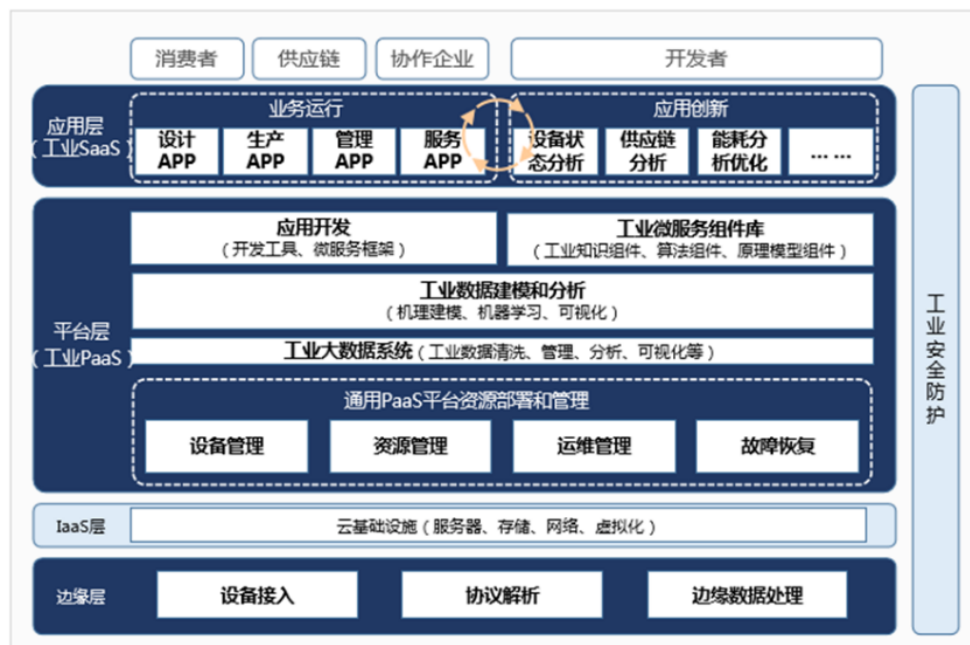 消费者
供应链
协作企业
开发者
应用层
（工业SaaS）
业务运行
设计
APP
生产
APP
管理
APP
服务
APP
应用创新
设备状
态分析
供应链
分析
能耗分
析优化
... ...
平台层
（工业PaaS）
应用开发
（开发工具、微服务框架）
工业微服务组件库
（工业知识组件、算法组件、原理模型组件）
工业数据建模和分析
（机理建模、机器学习、可视化）
工业大数据系统（工业数据清洗、管理、分析、可视化等）
通用PaaS平台资源部署和管理
设备管理
资源管理
运维管理
故障恢复
IaaS层
云基础设施（服务器、存储、网络、虚拟化）
边缘层
设备接入
协议解析
边缘数据处理
工业安全防护